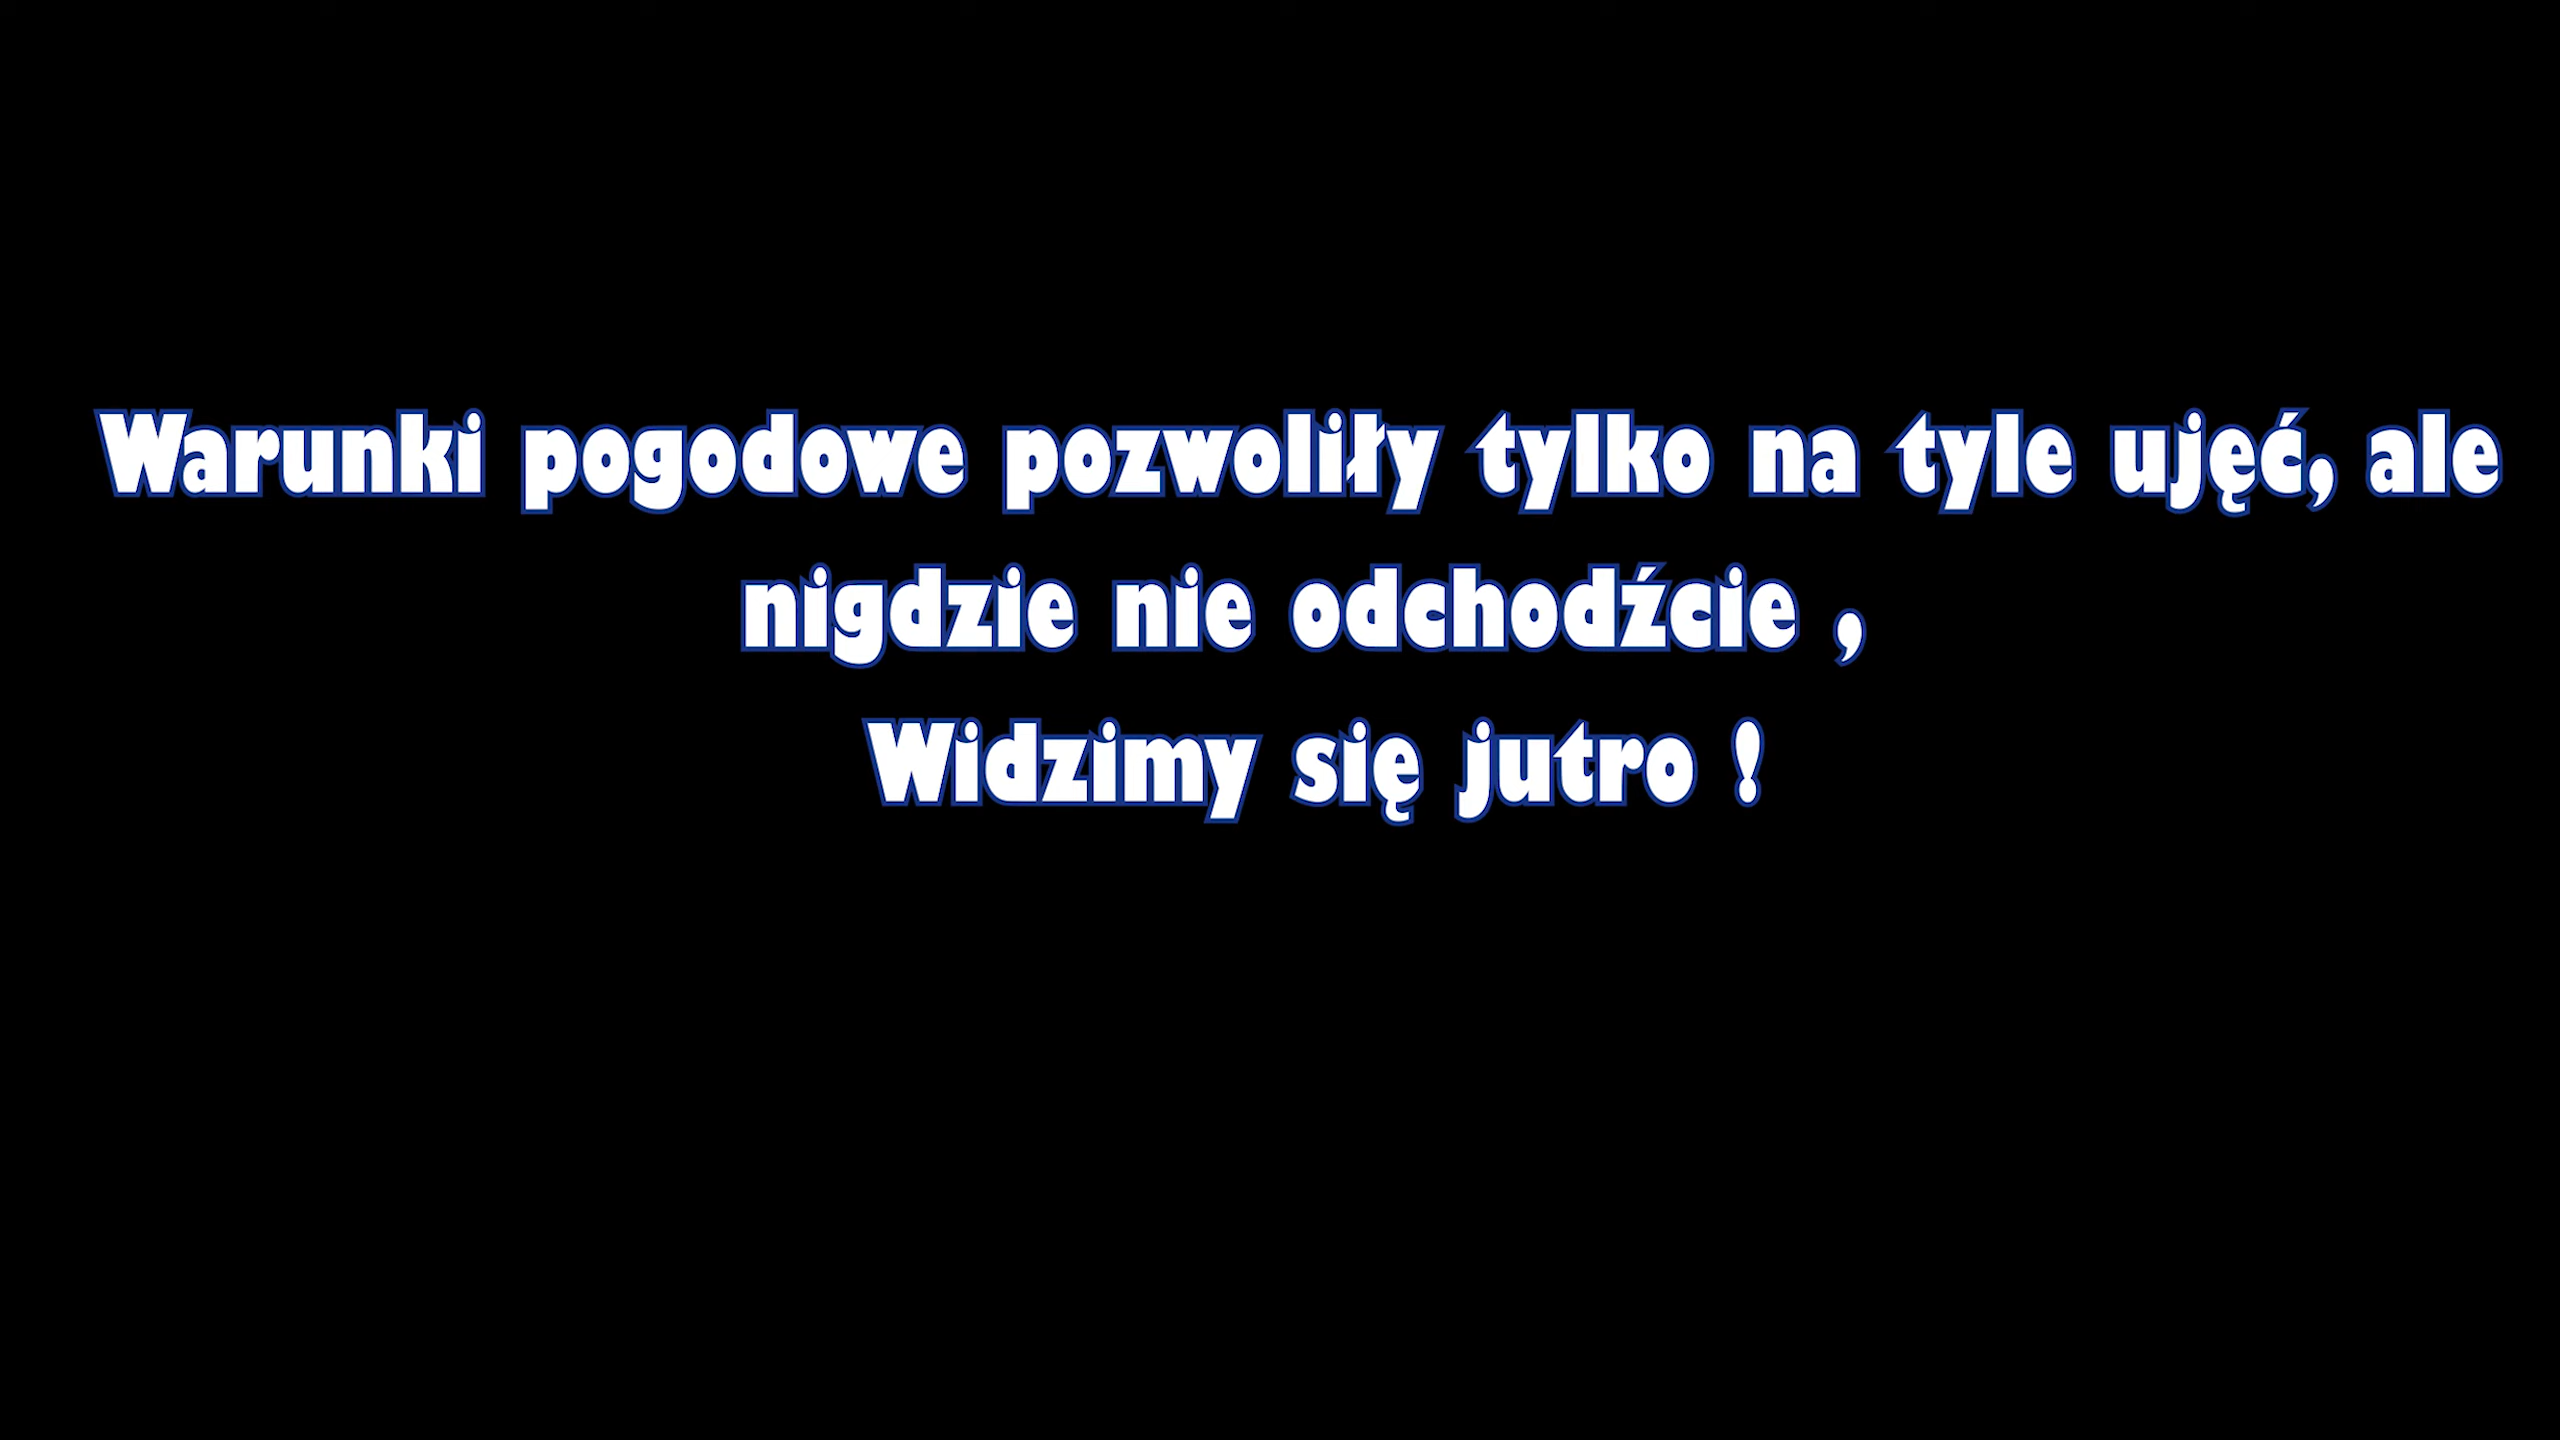 Warunki pogodowe pozwoliły tylko na tyle ujęć, ale
nigdzie nie odchodźcie ,
Widzimy się jutro !